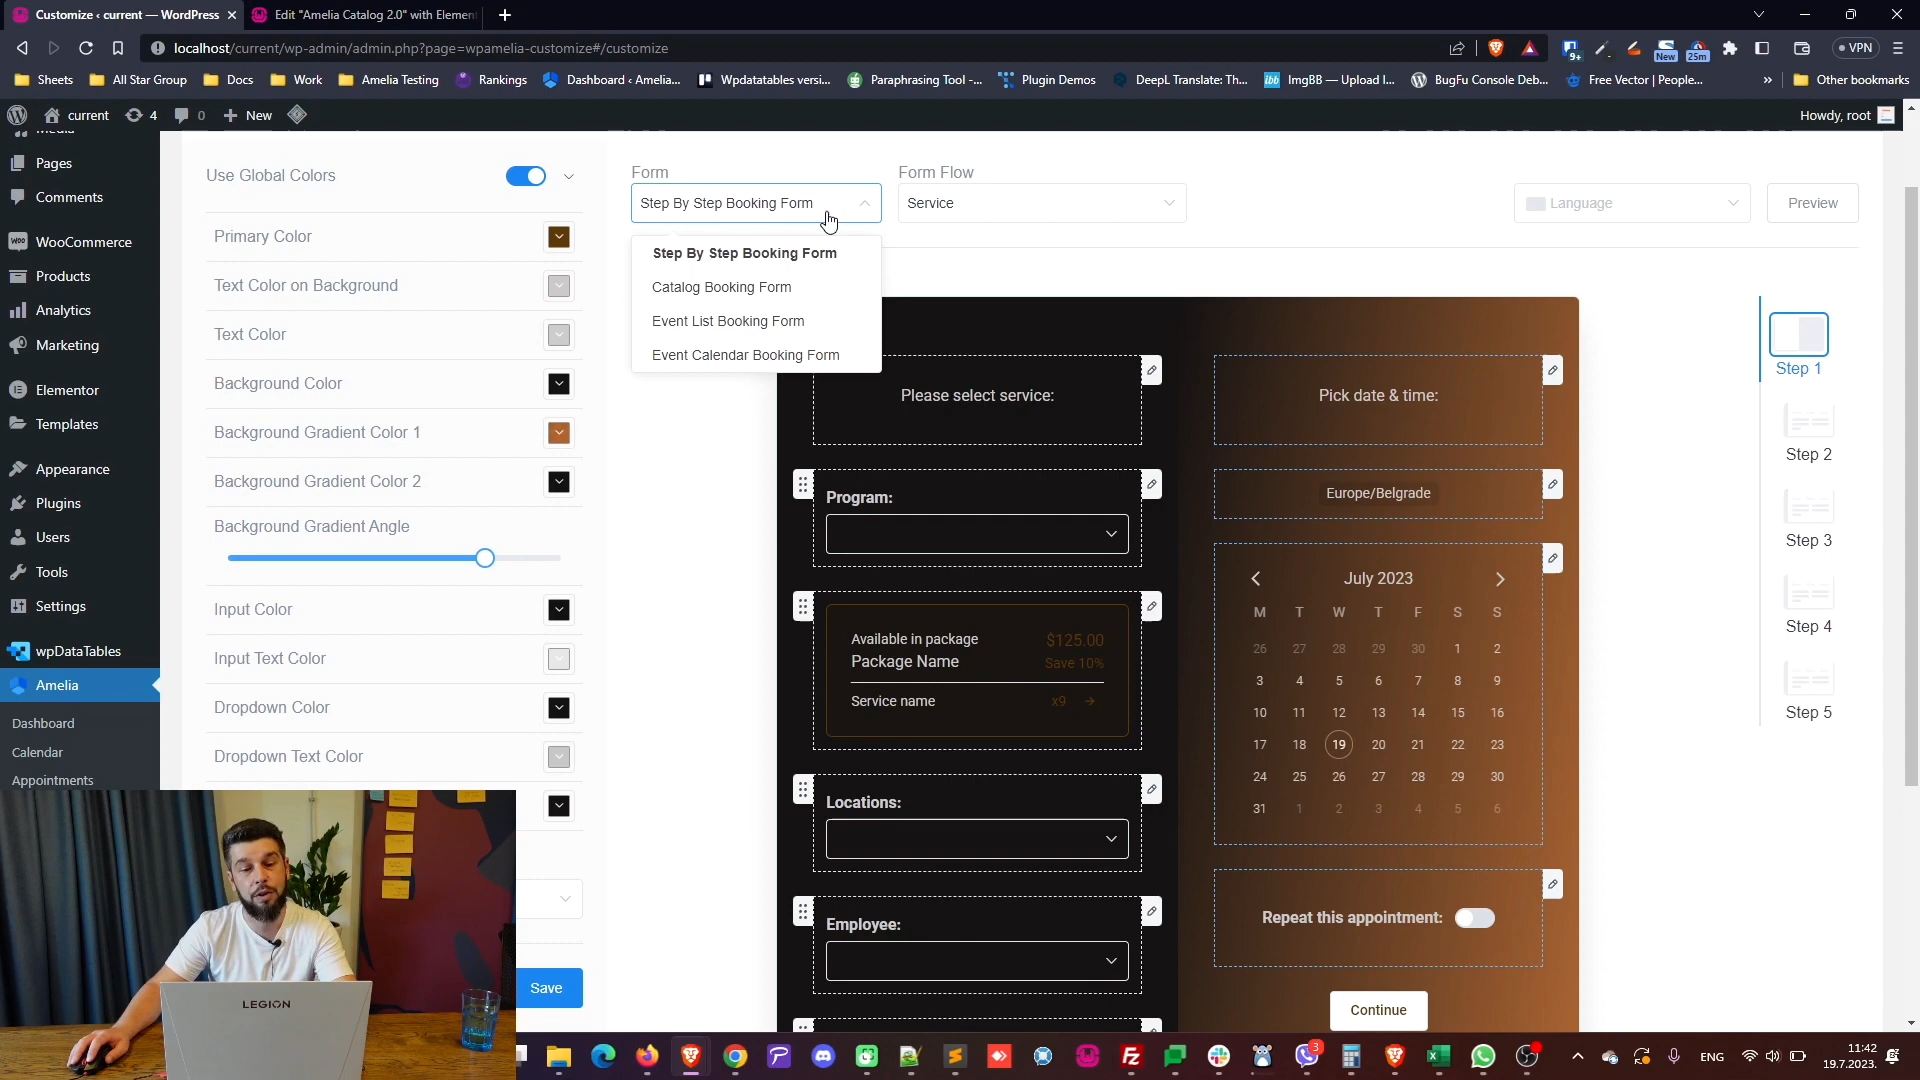 Customize ‹ current — WordPress
Edit "Amelia Catalog 2.0" with Elemen
localhost/current/wp-admin/admin.php?page=wpamelia-customize#/customize
9+
New
25m
VPN
Sheets
All Star Group
Docs
Work
Amelia Testing
Rankings
Dashboard ‹ Amelia...
Wpdatatables versi...
Paraphrasing Tool -...
Plugin Demos
DeepL Translate: Th...
ImgBB — Upload I...
BugFu Console Deb...
Free Vector | People...
»
Other bookmarks
current
4
0
New
Howdy, root
Media
Pages
Comments
WooCommerce
Products
Analytics
Marketing
Elementor
Templates
Appearance
Plugins
Users
Tools
Settings
wpDataTables
Amelia
Dashboard
Calendar
Appointments
Use Global Colors
Primary Color
Text Color on Background
Text Color
Background Color
Background Gradient Color 1
Background Gradient Color 2
Background Gradient Angle
Input Color
Input Text Color
Dropdown Color
Dropdown Text Color
Save
LEGION
Form
Step By Step Booking Form
Form Flow
Service
Language
Preview
Step By Step Booking Form
Catalog Booking Form
Event List Booking Form
Event Calendar Booking Form
Please select service:
Program:
Available in package
$125.00
Package Name
Save 10%
Service name
x9
Locations:
Employee:
Pick date & time:
Europe/Belgrade
July 2023
M T W T F S S
26 27 28 29 30 1 2
3 4 5 6 7 8 9
10 11 12 13 14 15 16
17 18 19 20 21 22 23
24 25 26 27 28 29 30
31 1 2 3 4 5 6
Repeat this appointment:
Continue
Step 1
Step 2
Step 3
Step 4
Step 5
3
ENG
11:42
19.7.2023.